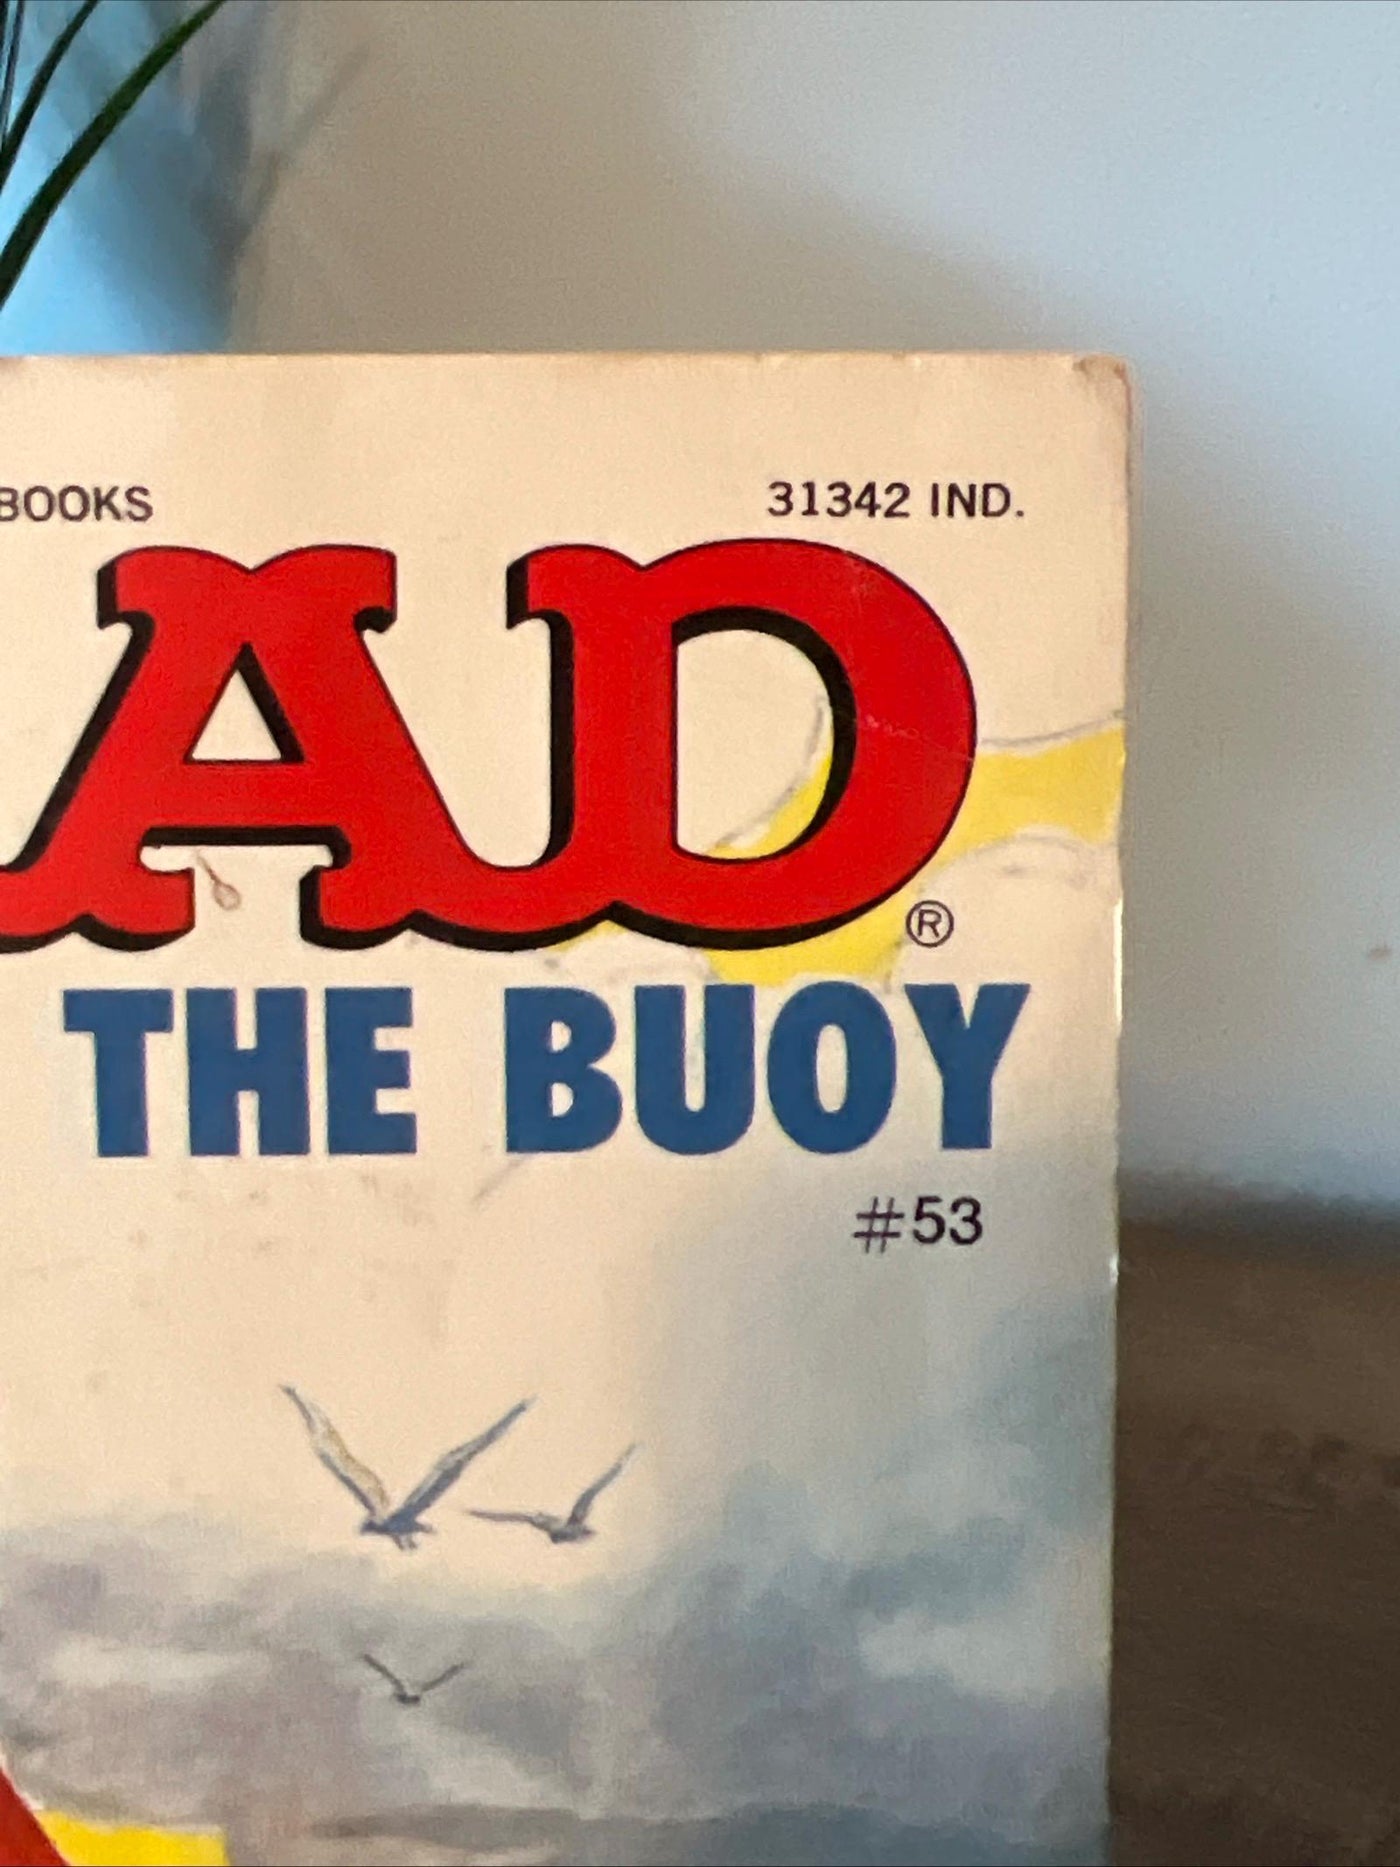 BOOKS 31342 IND.
AD®
THE BUOY
#53